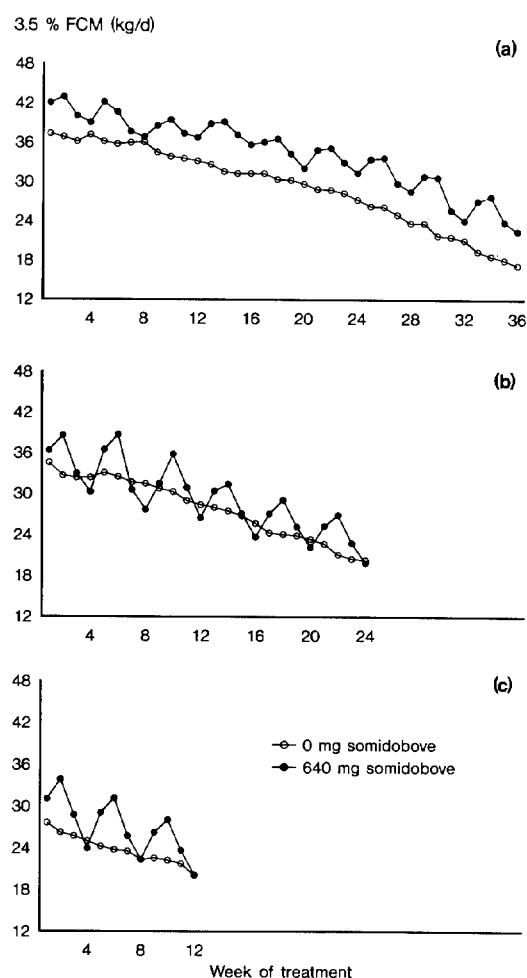 3.5 % FCM (kg/d)
(a)
48
42
36
30
24
18
12
4 8 12 16 20 24 28 32 36
(b)
48
42
36
30
24
18
12
4 8 12 16 20 24
(c)
48
42
36
30
24
18
12
0 mg somidobove
640 mg somidobove
4 8 12
Week of treatment